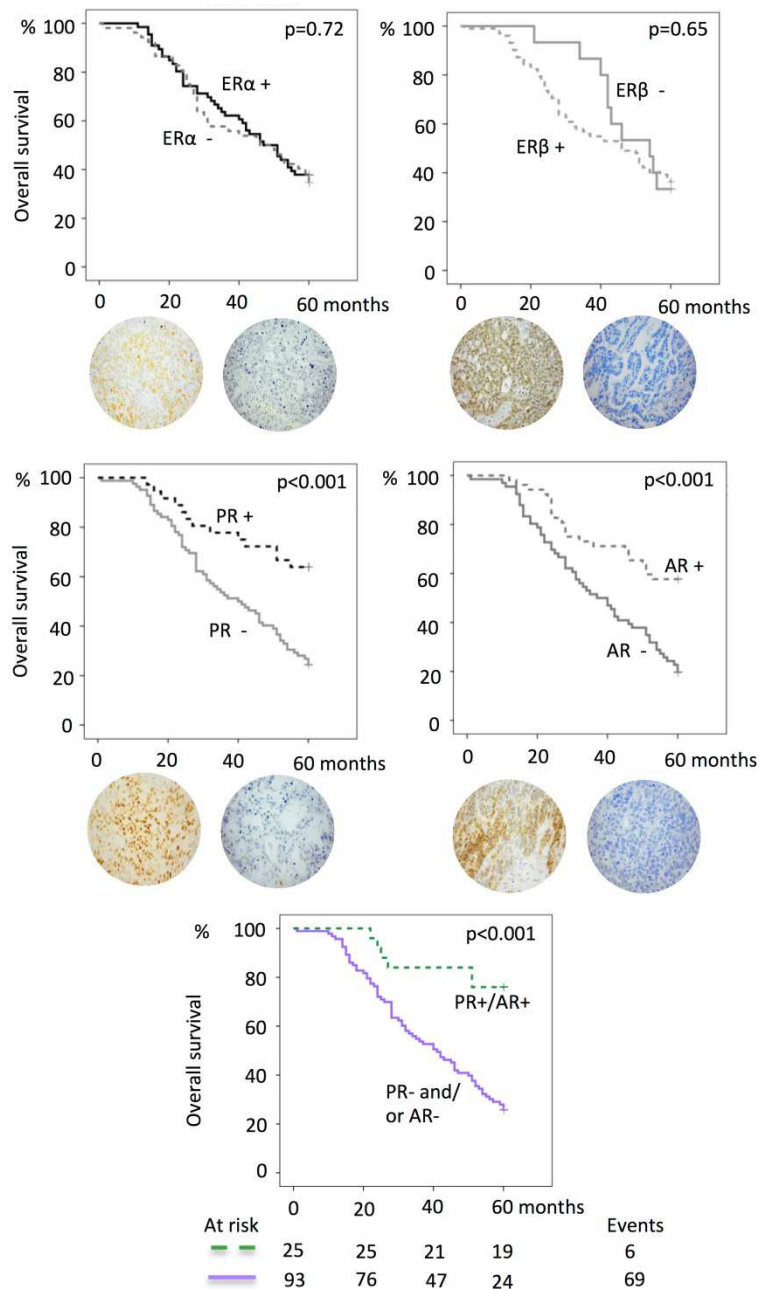 %
100
80
60
40
20
0
Overall survival
p=0.72
ERα +
ERα -
0
20
40
60 months
100
80
60
40
20
0
p=0.65
ERβ -
ERβ +
0
20
40
60 months
%
100
80
60
40
20
0
Overall survival
p<0.001
PR +
PR -
0
20
40
60 months
%
100
80
60
40
20
0
p<0.001
AR +
AR -
0
20
40
60 months
%
100
80
60
40
20
0
Overall survival
p<0.001
PR+/AR+
PR- and/
or AR-
0
20
40
60 months
At risk
Events
25 25 21 19 6
93 76 47 24 69